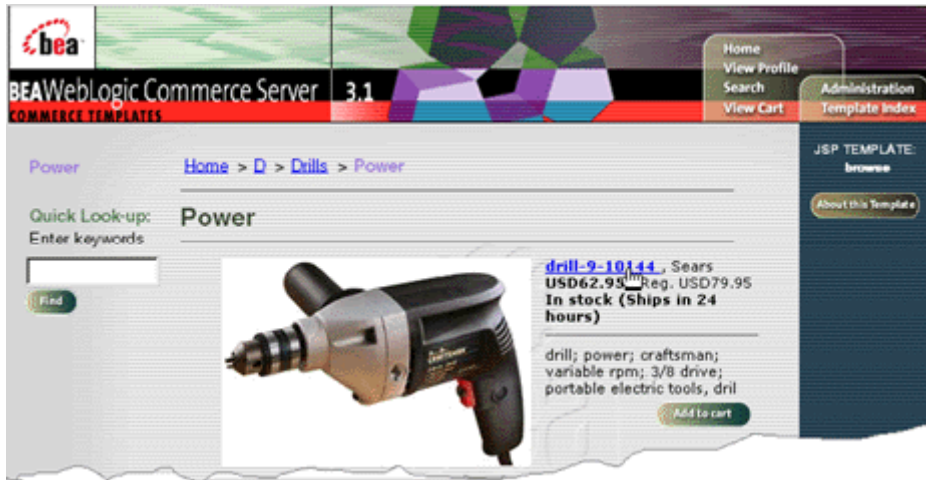 bea
BEAWebLogic Commerce Server 3.1
COMMERCE TEMPLATES
Home
View Profile
Search
View Cart
Administration
Template Index
JSP TEMPLATE:
browse
About this Template
Power
Home > D > Drills > Power
Quick Look-up:
Enter keywords
Find
Power
drill-9-10144 , Sears
USD62.95 Reg. USD79.95
In stock (Ships in 24
hours)
drill; power; craftsman;
variable rpm; 3/8 drive;
portable electric tools, dril
Add to cart
CRAFTSMAN